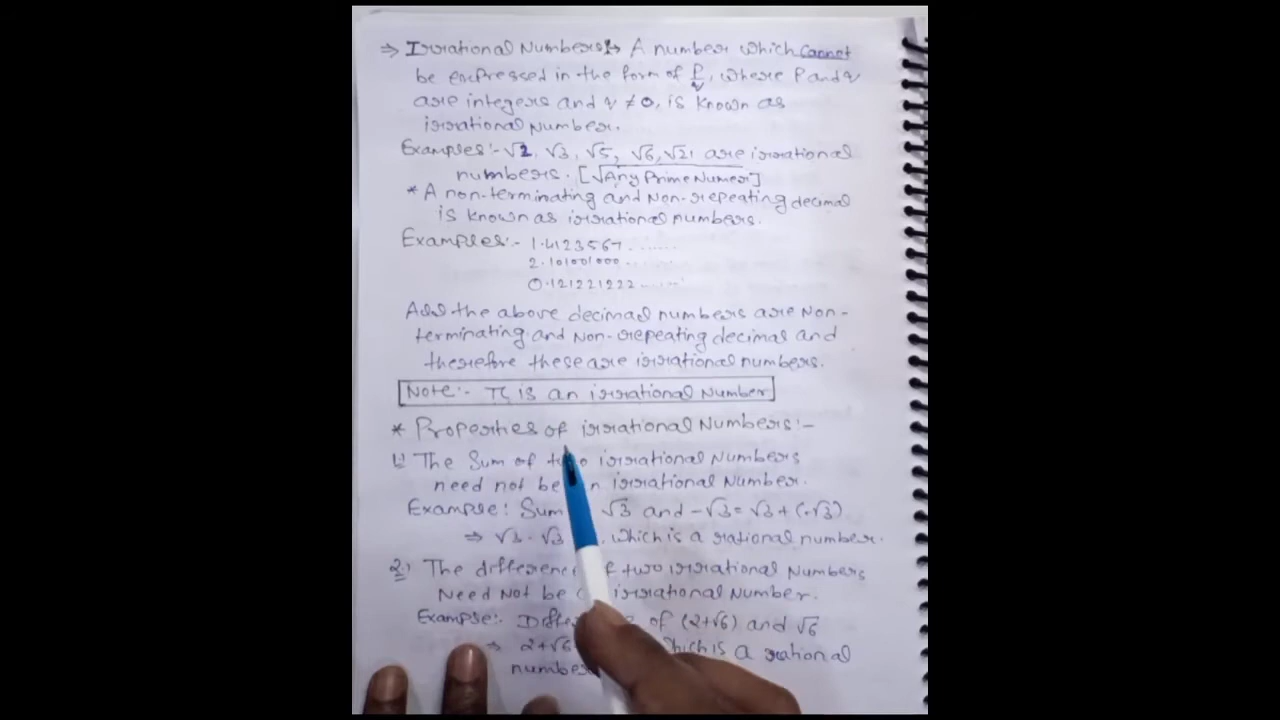 ⇒ Irrational Numbers:→ A number which cannot
be expressed in the form of p/q, where P and q
are integers and q ≠ 0, is known as
irrational Number.
Examples:- √2, √3, √5, √6, √21 are irrational
numbers. [√Any Prime Numer]
* A non-terminating and Non-repeating decimal
is known as irrational numbers.
Examples:- 1.4123567.......
2.101001000......
0.121221222......
All the above decimal numbers are Non-
terminating and Non-repeating decimal and
therefore these are irrational numbers.
Note:- π is an irrational Number
* Properties of irrational Numbers:-
1) The Sum of two irrational Numbers
need not be an irrational Number.
Example: Sum √3 and -√3 = √3 + (-√3)
⇒ √3 - √3 , which is a rational number.
2) The difference of two irrational Numbers
Need Not be irrational Number.
Example:- of (2+√6) and √6
⇒ 2+√6 which is a rational
number